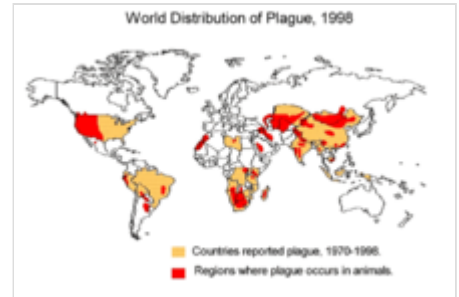 World Distribution of Plague, 1998
Countries reported plague, 1970-1998.
Regions where plague occurs in animals.